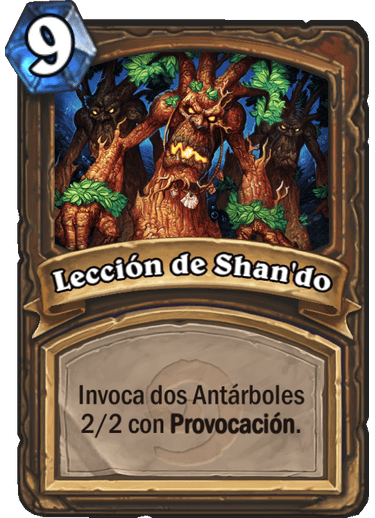 9
Lección de Shan'do
Invoca dos Antárboles
2/2 con Provocación.